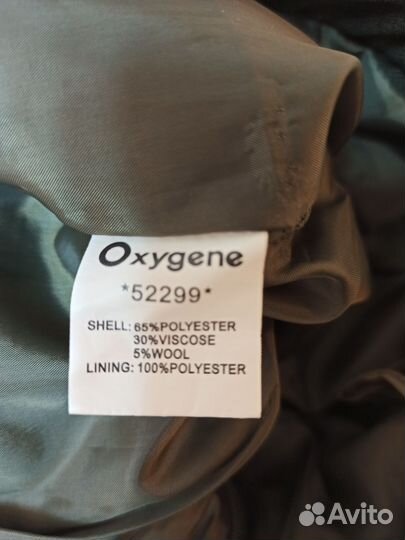 Oxygene
*52299*
SHELL: 65%POLYESTER
30%VISCOSE
5%WOOL
LINING: 100%POLYESTER
Avito